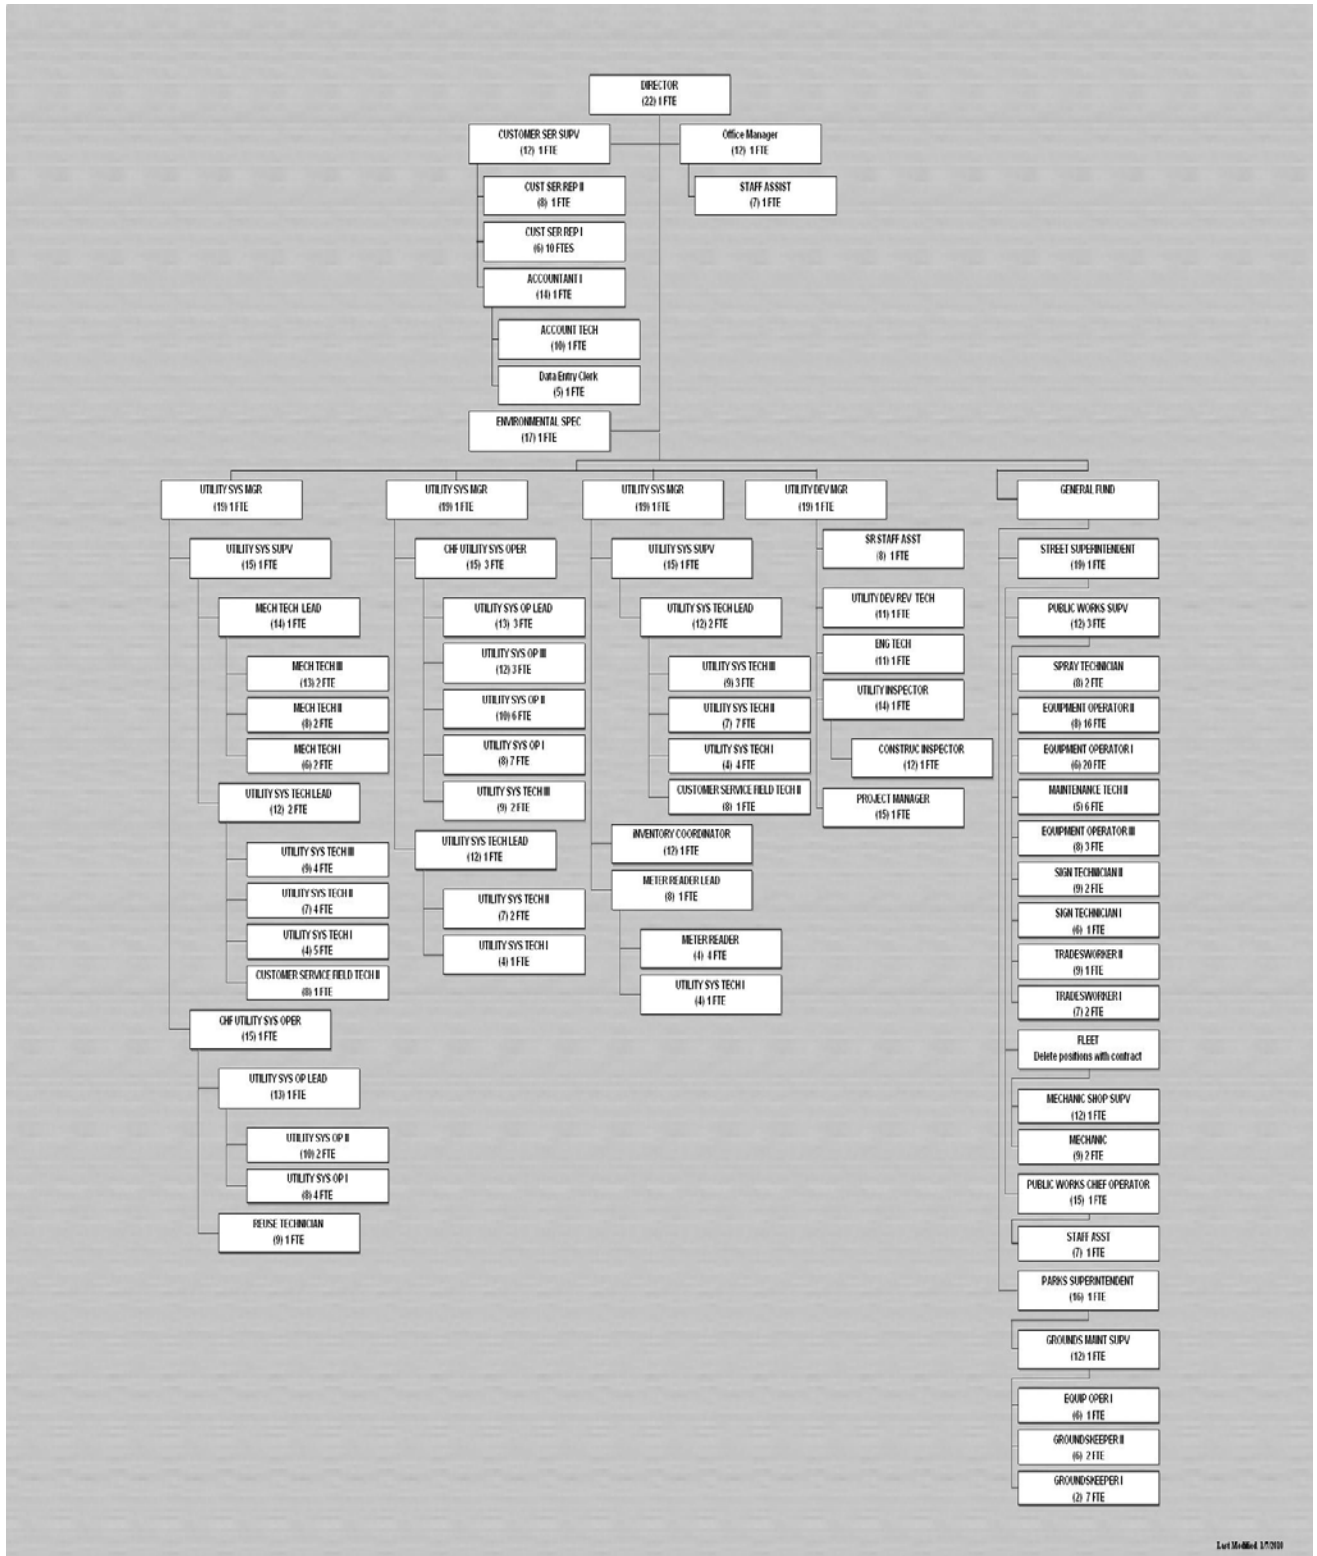 DIRECTOR
(22) 1 FTE
CUSTOMER SER SUPV
(12) 1 FTE
Office Manager
(12) 1 FTE
CUST SER REP II
(8) 1 FTE
STAFF ASSIST
(7) 1 FTE
CUST SER REP I
(6) 10 FTES
ACCOUNTANT I
(14) 1 FTE
ACCOUNT TECH
(10) 1 FTE
Data Entry Clerk
(5) 1 FTE
ENVIRONMENTAL SPEC
(17) 1 FTE
UTILITY SYS MGR
(19) 1 FTE
UTILITY SYS SUPV
(15) 1 FTE
MECH TECH LEAD
(14) 1 FTE
MECH TECH III
(13) 2 FTE
MECH TECH II
(8) 2 FTE
MECH TECH I
(6) 2 FTE
UTILITY SYS TECH LEAD
(12) 2 FTE
UTILITY SYS TECH III
(9) 4 FTE
UTILITY SYS TECH II
(7) 4 FTE
UTILITY SYS TECH I
(4) 5 FTE
CUSTOMER SERVICE FIELD TECH II
(8) 1 FTE
CHF UTILITY SYS OPER
(15) 1 FTE
UTILITY SYS OP LEAD
(13) 1 FTE
UTILITY SYS OP II
(10) 2 FTE
UTILITY SYS OP I
(8) 4 FTE
REUSE TECHNICIAN
(9) 1 FTE
UTILITY SYS MGR
(19) 1 FTE
CHF UTILITY SYS OPER
(15) 3 FTE
UTILITY SYS OP LEAD
(13) 3 FTE
UTILITY SYS OP III
(12) 3 FTE
UTILITY SYS OP II
(10) 6 FTE
UTILITY SYS OP I
(8) 7 FTE
UTILITY SYS TECH III
(9) 2 FTE
UTILITY SYS TECH LEAD
(12) 1 FTE
UTILITY SYS TECH II
(7) 2 FTE
UTILITY SYS TECH I
(4) 1 FTE
UTILITY SYS MGR
(19) 1 FTE
UTILITY SYS SUPV
(15) 1 FTE
UTILITY SYS TECH LEAD
(12) 2 FTE
UTILITY SYS TECH III
(9) 3 FTE
UTILITY SYS TECH II
(7) 7 FTE
UTILITY SYS TECH I
(4) 4 FTE
CUSTOMER SERVICE FIELD TECH II
(8) 1 FTE
INVENTORY COORDINATOR
(12) 1 FTE
METER READER LEAD
(8) 1 FTE
METER READER
(4) 4 FTE
UTILITY SYS TECH I
(4) 1 FTE
UTILITY DEV MGR
(19) 1 FTE
SR STAFF ASST
(8) 1 FTE
UTILITY DEV REV TECH
(11) 1 FTE
ENG TECH
(11) 1 FTE
UTILITY INSPECTOR
(14) 1 FTE
CONSTRUC INSPECTOR
(12) 1 FTE
PROJECT MANAGER
(15) 1 FTE
GENERAL FUND
STREET SUPERINTENDENT
(19) 1 FTE
PUBLIC WORKS SUPV
(12) 3 FTE
SPRAY TECHNICIAN
(8) 2 FTE
EQUIPMENT OPERATOR II
(8) 16 FTE
EQUIPMENT OPERATOR I
(6) 20 FTE
MAINTENANCE TECH II
(5) 6 FTE
EQUIPMENT OPERATOR III
(8) 3 FTE
SIGN TECHNICIAN II
(9) 2 FTE
SIGN TECHNICIAN I
(6) 1 FTE
TRADESWORKER II
(9) 1 FTE
TRADESWORKER I
(7) 2 FTE
FLEET
Delete positions with contract
MECHANIC SHOP SUPV
(12) 1 FTE
MECHANIC
(9) 2 FTE
PUBLIC WORKS CHIEF OPERATOR
(15) 1 FTE
STAFF ASST
(7) 1 FTE
PARKS SUPERINTENDENT
(16) 1 FTE
GROUNDS MAINT SUPV
(12) 1 FTE
EQUIP OPER I
(6) 1 FTE
GROUNDSKEEPER II
(6) 2 FTE
GROUNDSKEEPER I
(2) 7 FTE
Last Modified 1/7/2010